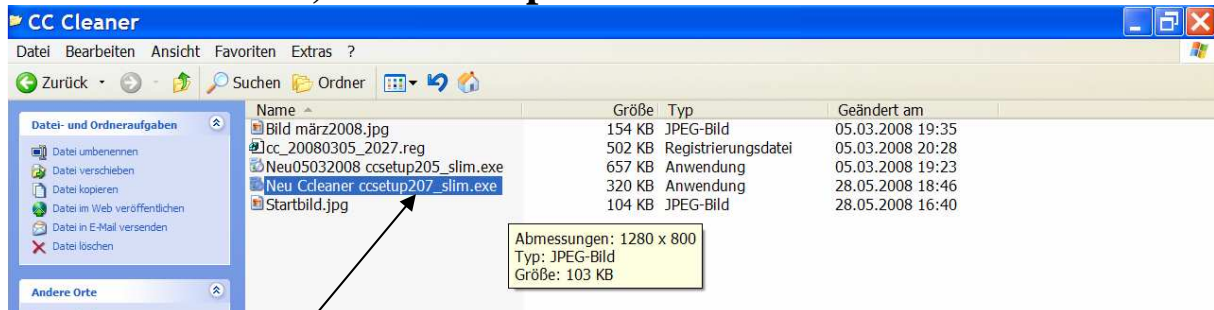 CC Cleaner
Datei Bearbeiten Ansicht Favoriten Extras ?
Zurück Suchen Ordner
Datei- und Ordneraufgaben
Datei umbenennen
Datei verschieben
Datei kopieren
Datei im Web veröffentlichen
Datei in E-Mail versenden
Datei löschen
Andere Orte
Name Größe Typ Geändert am
Bild märz2008.jpg 154 KB JPEG-Bild 05.03.2008 19:35
cc_20080305_2027.reg 502 KB Registrierungsdatei 05.03.2008 20:28
Neu05032008 ccsetup205_slim.exe 657 KB Anwendung 05.03.2008 19:23
Neu Ccleaner ccsetup207_slim.exe 320 KB Anwendung 28.05.2008 18:46
Startbild.jpg 104 KB JPEG-Bild 28.05.2008 16:40
Abmessungen: 1280 x 800
Typ: JPEG-Bild
Größe: 103 KB